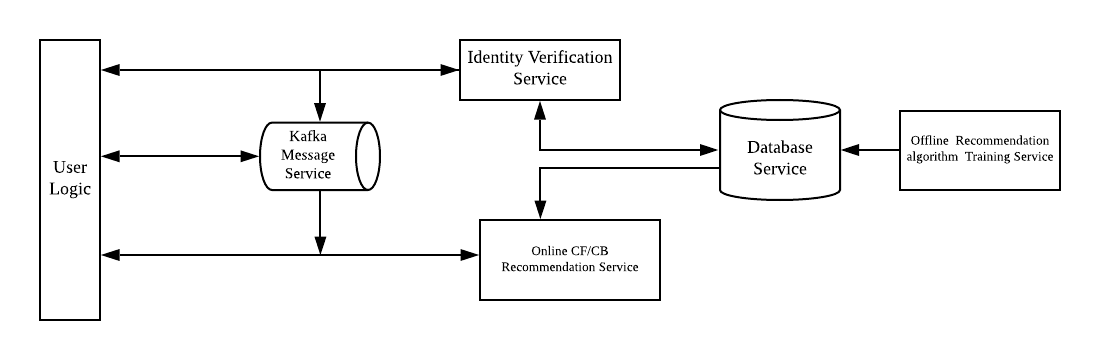 User
Logic
Kafka
Message
Service
Identity Verification
Service
Online CF/CB
Recommendation Service
Database
Service
Offline  Recommendation
algorithm  Training Service